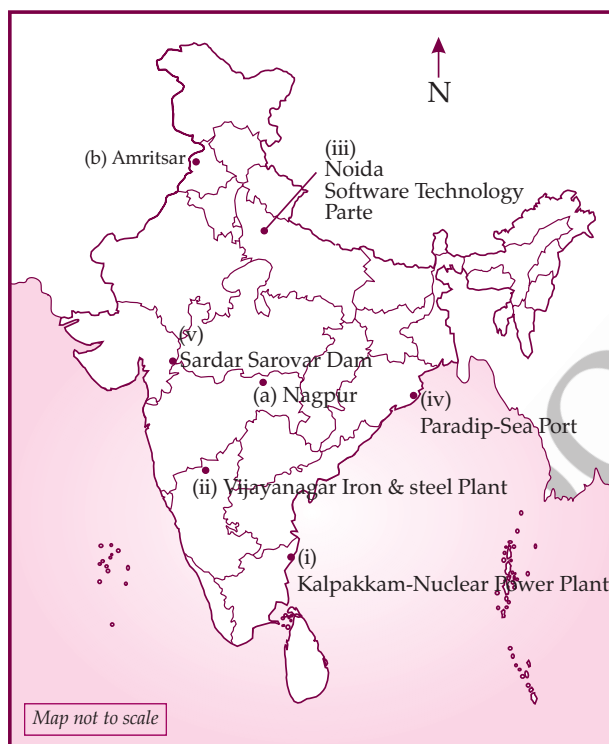 N
(iii)
Noida
Software Technology
Parte
(b) Amritsar
(v)
Sardar Sarovar Dam
(a) Nagpur
(iv)
Paradip-Sea Port
(ii) Vijayanagar Iron & steel Plant
(i)
Kalpakkam-Nuclear Power Plant
Map not to scale